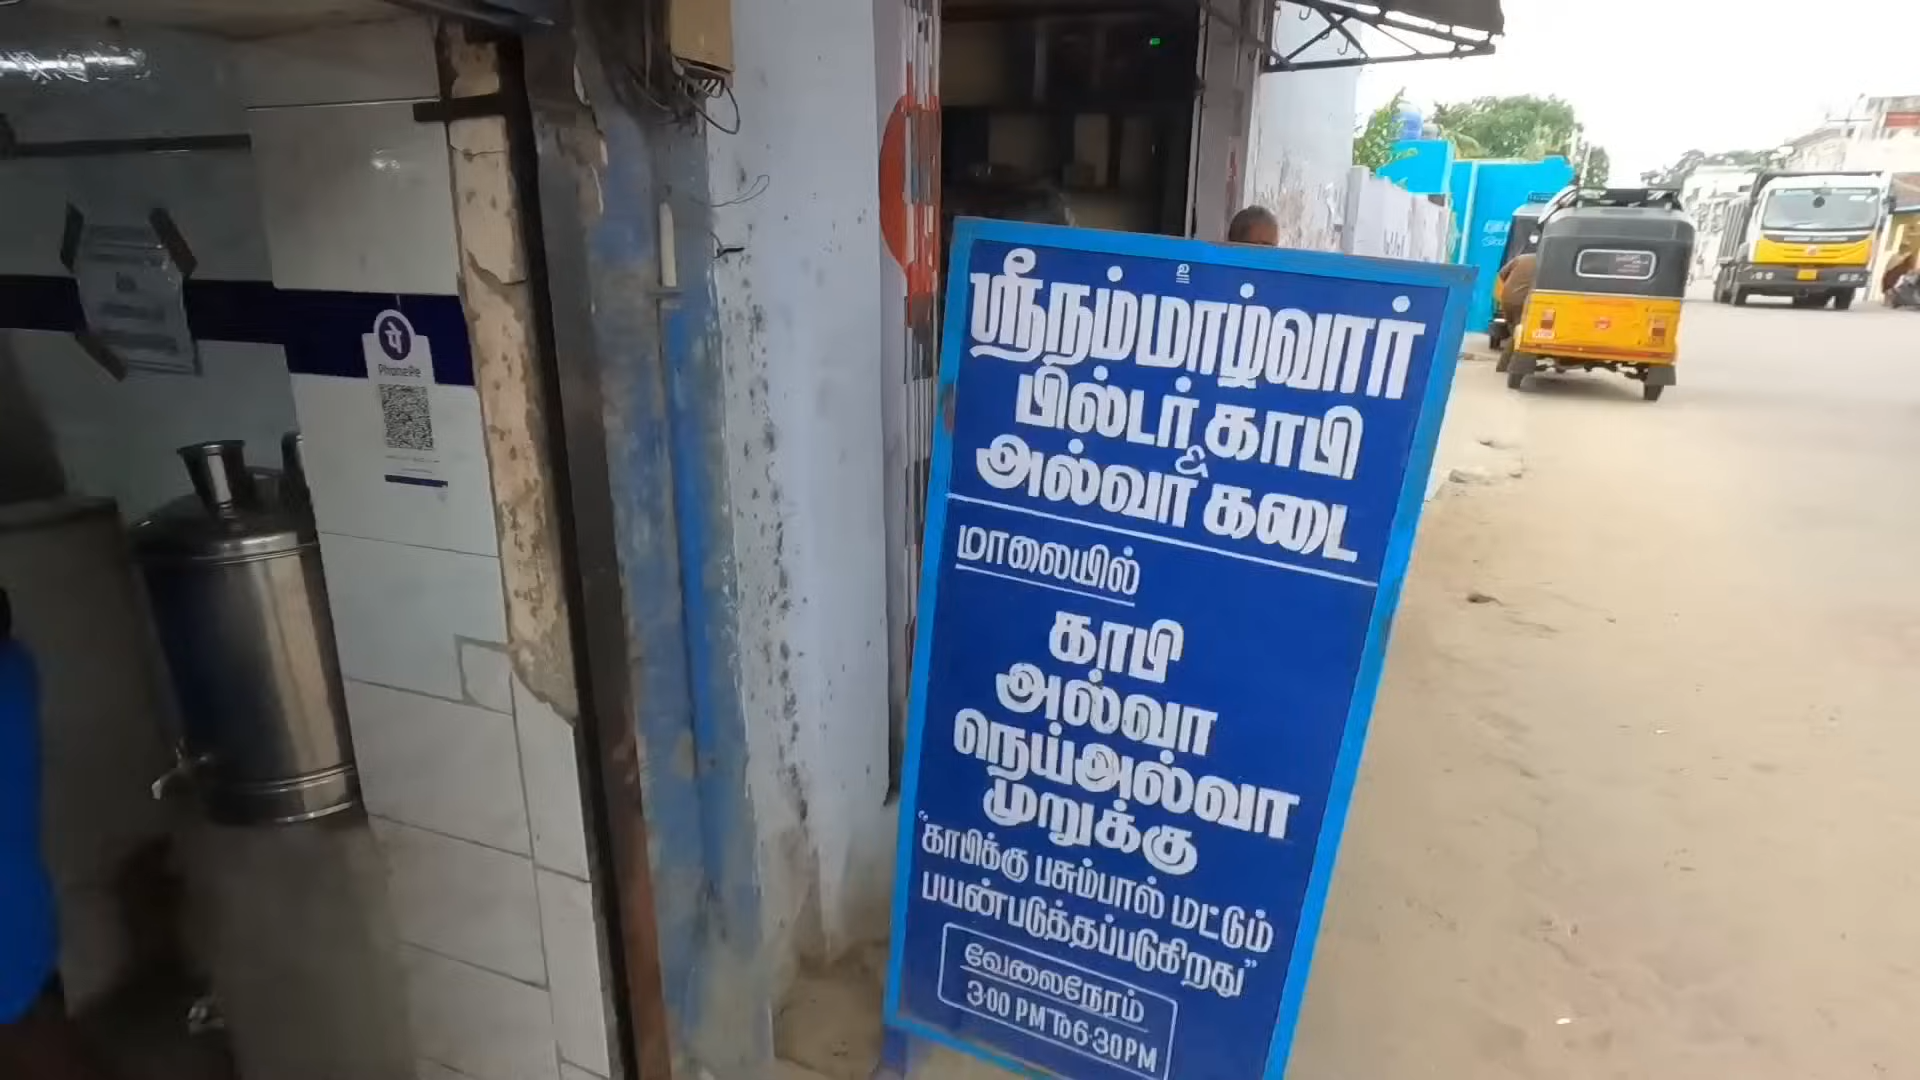 உ
ஸ்ரீநம்மாழ்வார்
பில்டர் காபி
&
அல்வா கடை
மாலையில்
காபி
அல்வா
நெய்அல்வா
முறுக்கு
"காபிக்கு பசும்பால் மட்டும்
பயன்படுத்தப்படுகிறது"
வேலைநேரம்
3.00 PM To 6.30 PM
பே
PhonePe